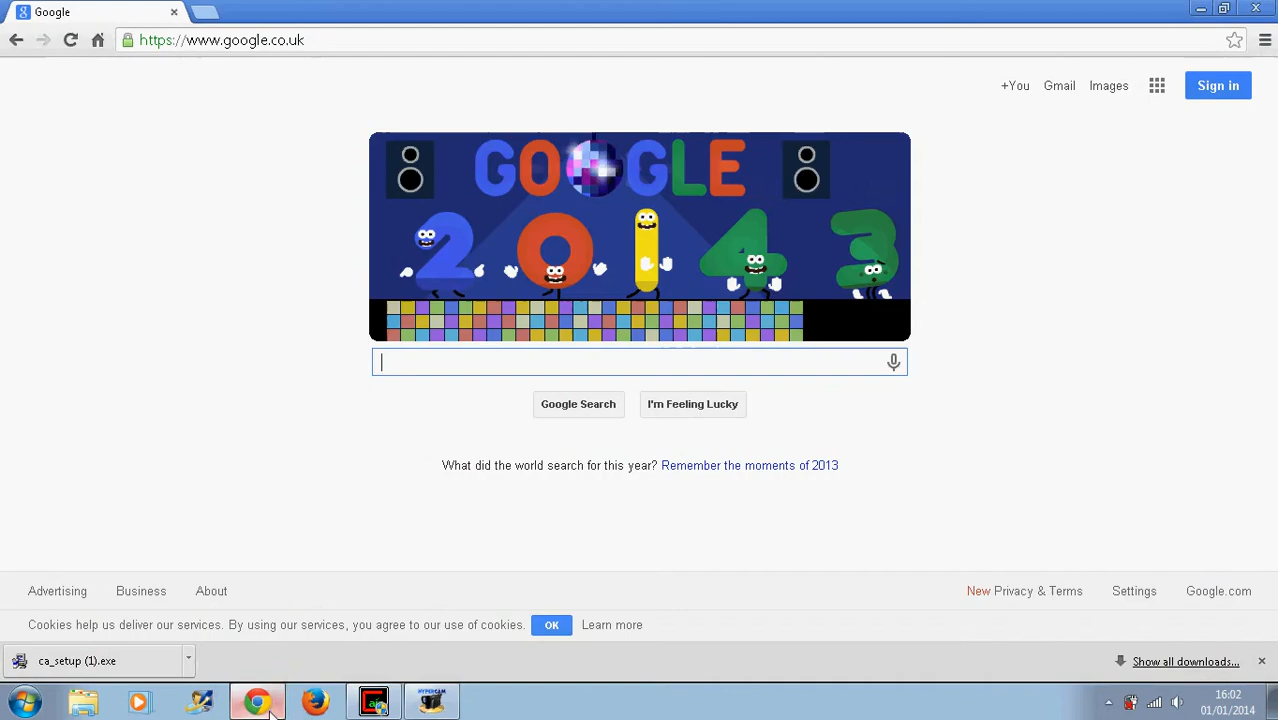 Google
https://www.google.co.uk
+You Gmail Images Sign in
GOOGLE
20143
Google Search I'm Feeling Lucky
What did the world search for this year? Remember the moments of 2013
Advertising Business About New Privacy & Terms Settings Google.com
Cookies help us deliver our services. By using our services, you agree to our use of cookies. OK Learn more
ca_setup (1).exe Show all downloads...
HYPERCAM
16:02
01/01/2014